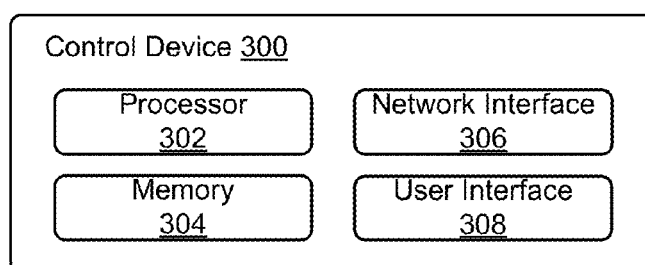 Control Device 300
Processor
302
Network Interface
306
Memory
304
User Interface
308